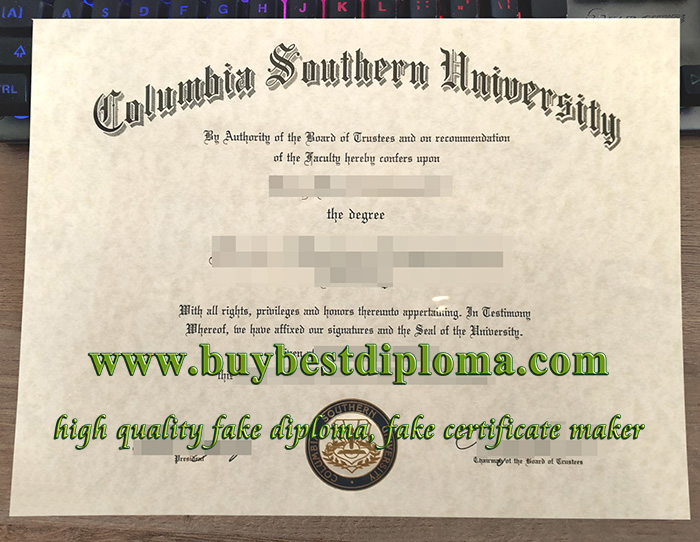 A S D F G H J K L
Columbia Southern University
By Authority of the Board of Trustees and on recommendation
of the Faculty hereby confers upon
the degree
With all rights, privileges and honors thereunto appertaining. In Testimony
Whereof, we have affixed our signatures and the Seal of the University.
www.buybestdiploma.com
high quality fake diploma, fake certificate maker
President
Chairman of the Board of Trustees